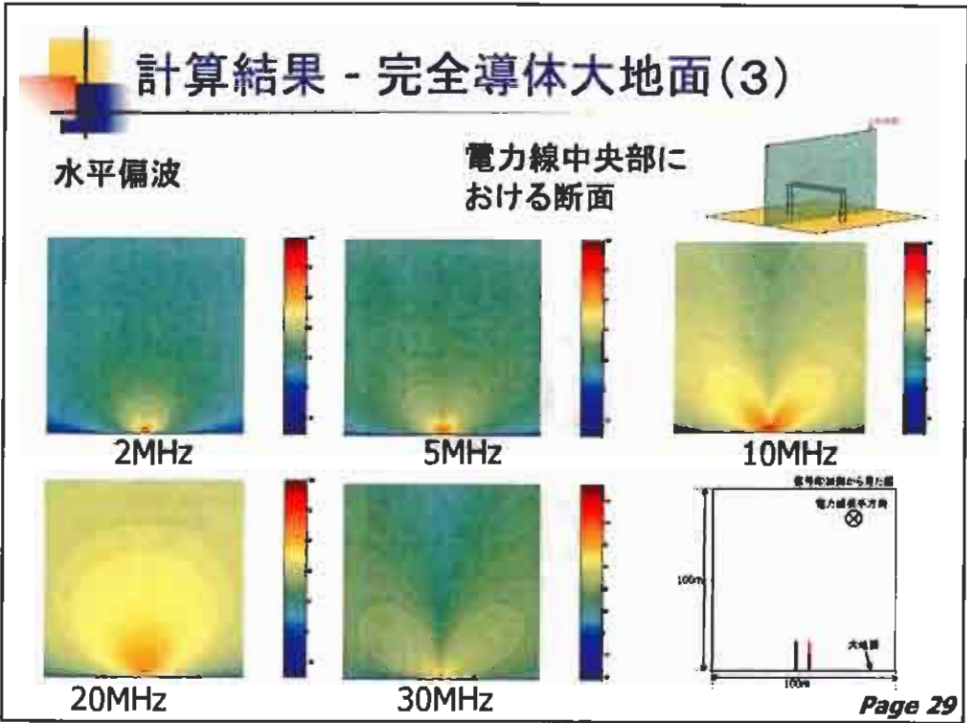 計算結果 - 完全導体大地面(3)
水平偏波
電力線中央部に
おける断面
2MHz
5MHz
10MHz
20MHz
30MHz
電力線水平方向
100m
大地面
100m
Page 29